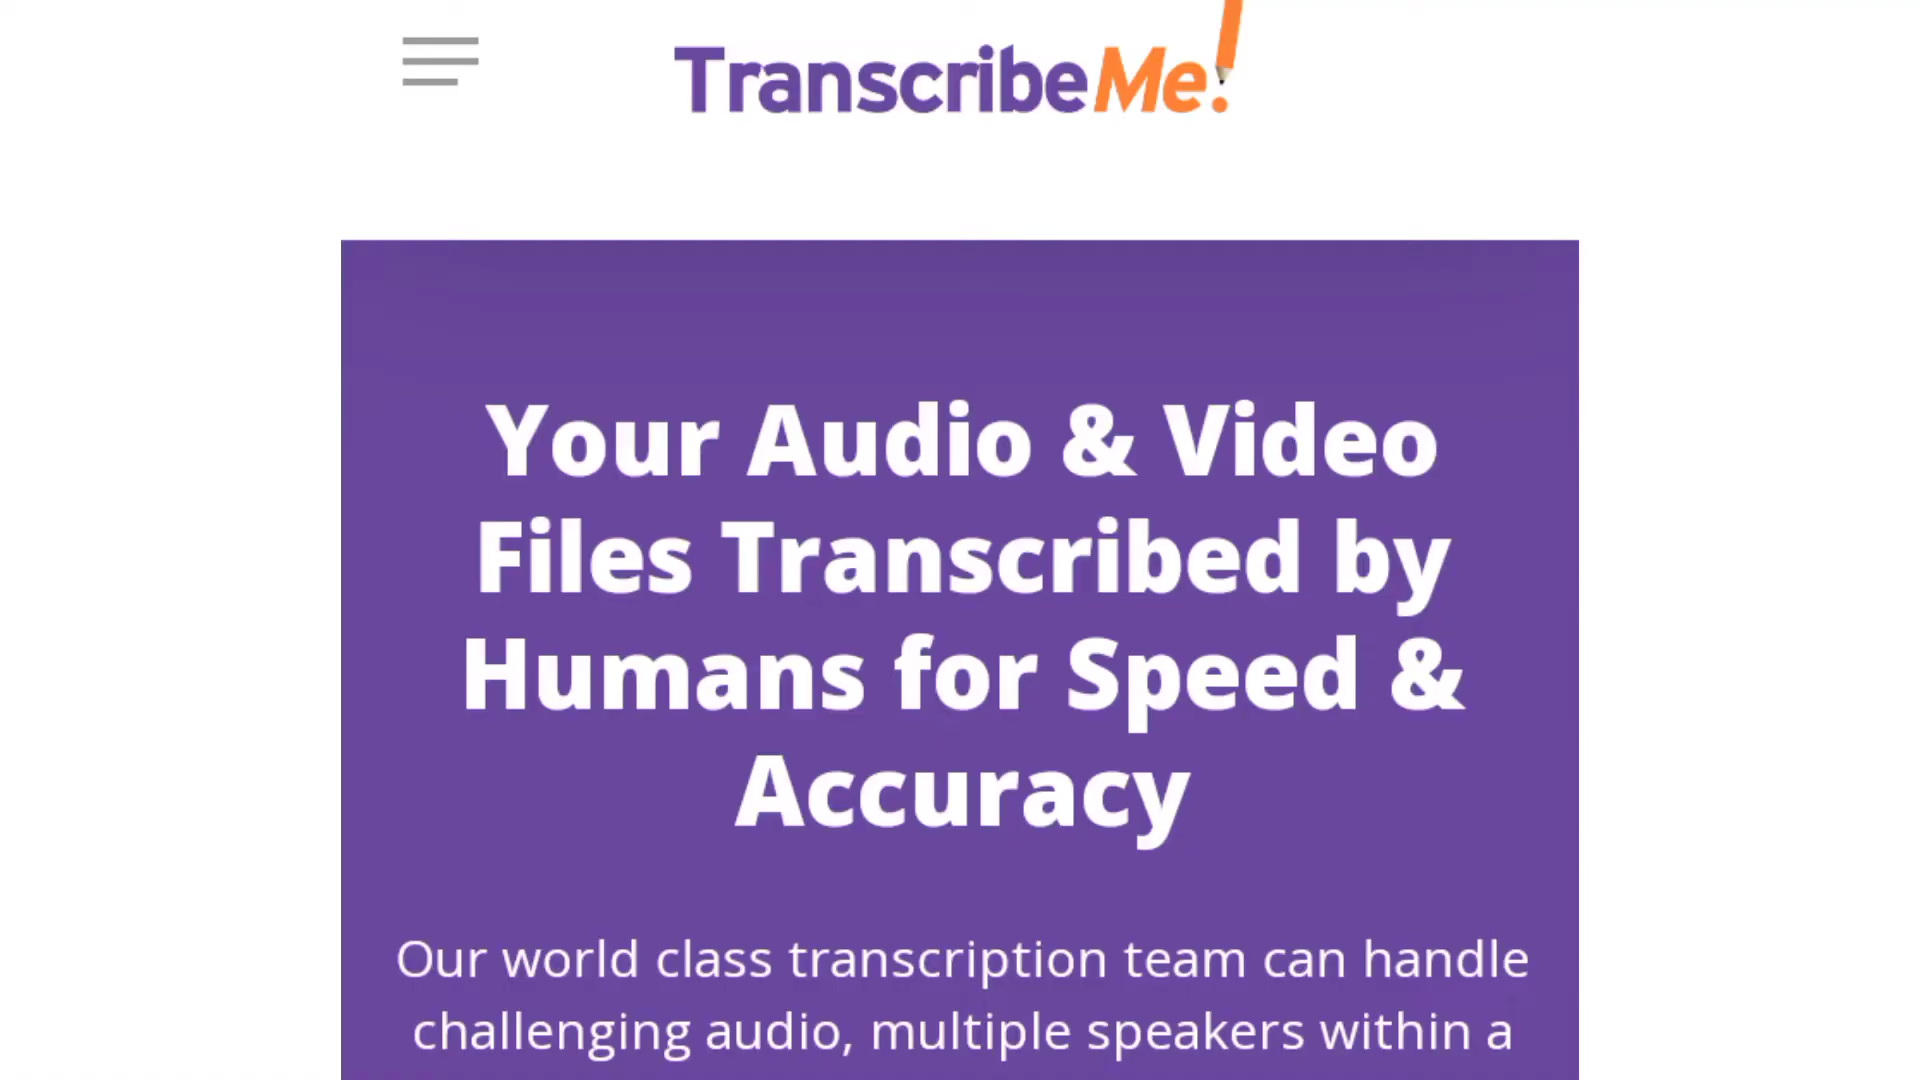 TranscribeMe!
Your Audio & Video
Files Transcribed by
Humans for Speed &
Accuracy
Our world class transcription team can handle
challenging audio, multiple speakers within a